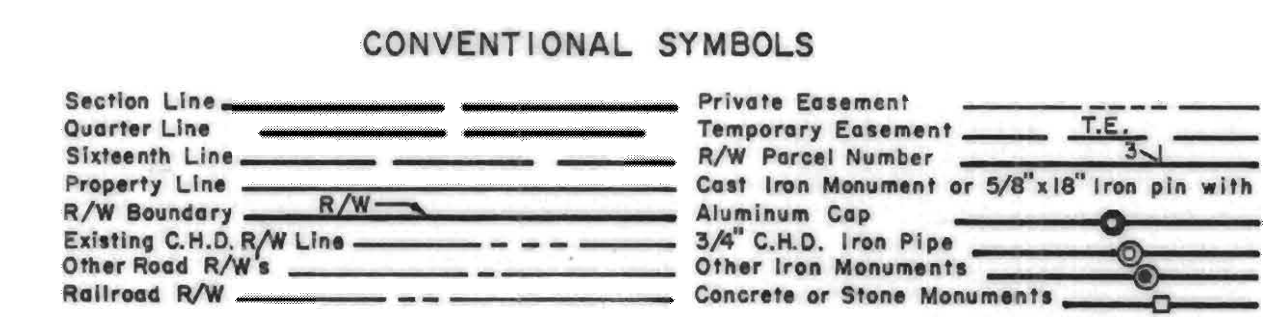 CONVENTIONAL SYMBOLS
Section Line
Quarter Line
Sixteenth Line
Property Line
R/W Boundary R/W
Existing C.H.D. R/W Line
Other Road R/W's
Railroad R/W
Private Easement
Temporary Easement T.E.
R/W Parcel Number 3
Cast Iron Monument or 5/8"x18" Iron pin with
Aluminum Cap
3/4" C.H.D. Iron Pipe
Other Iron Monuments
Concrete or Stone Monuments